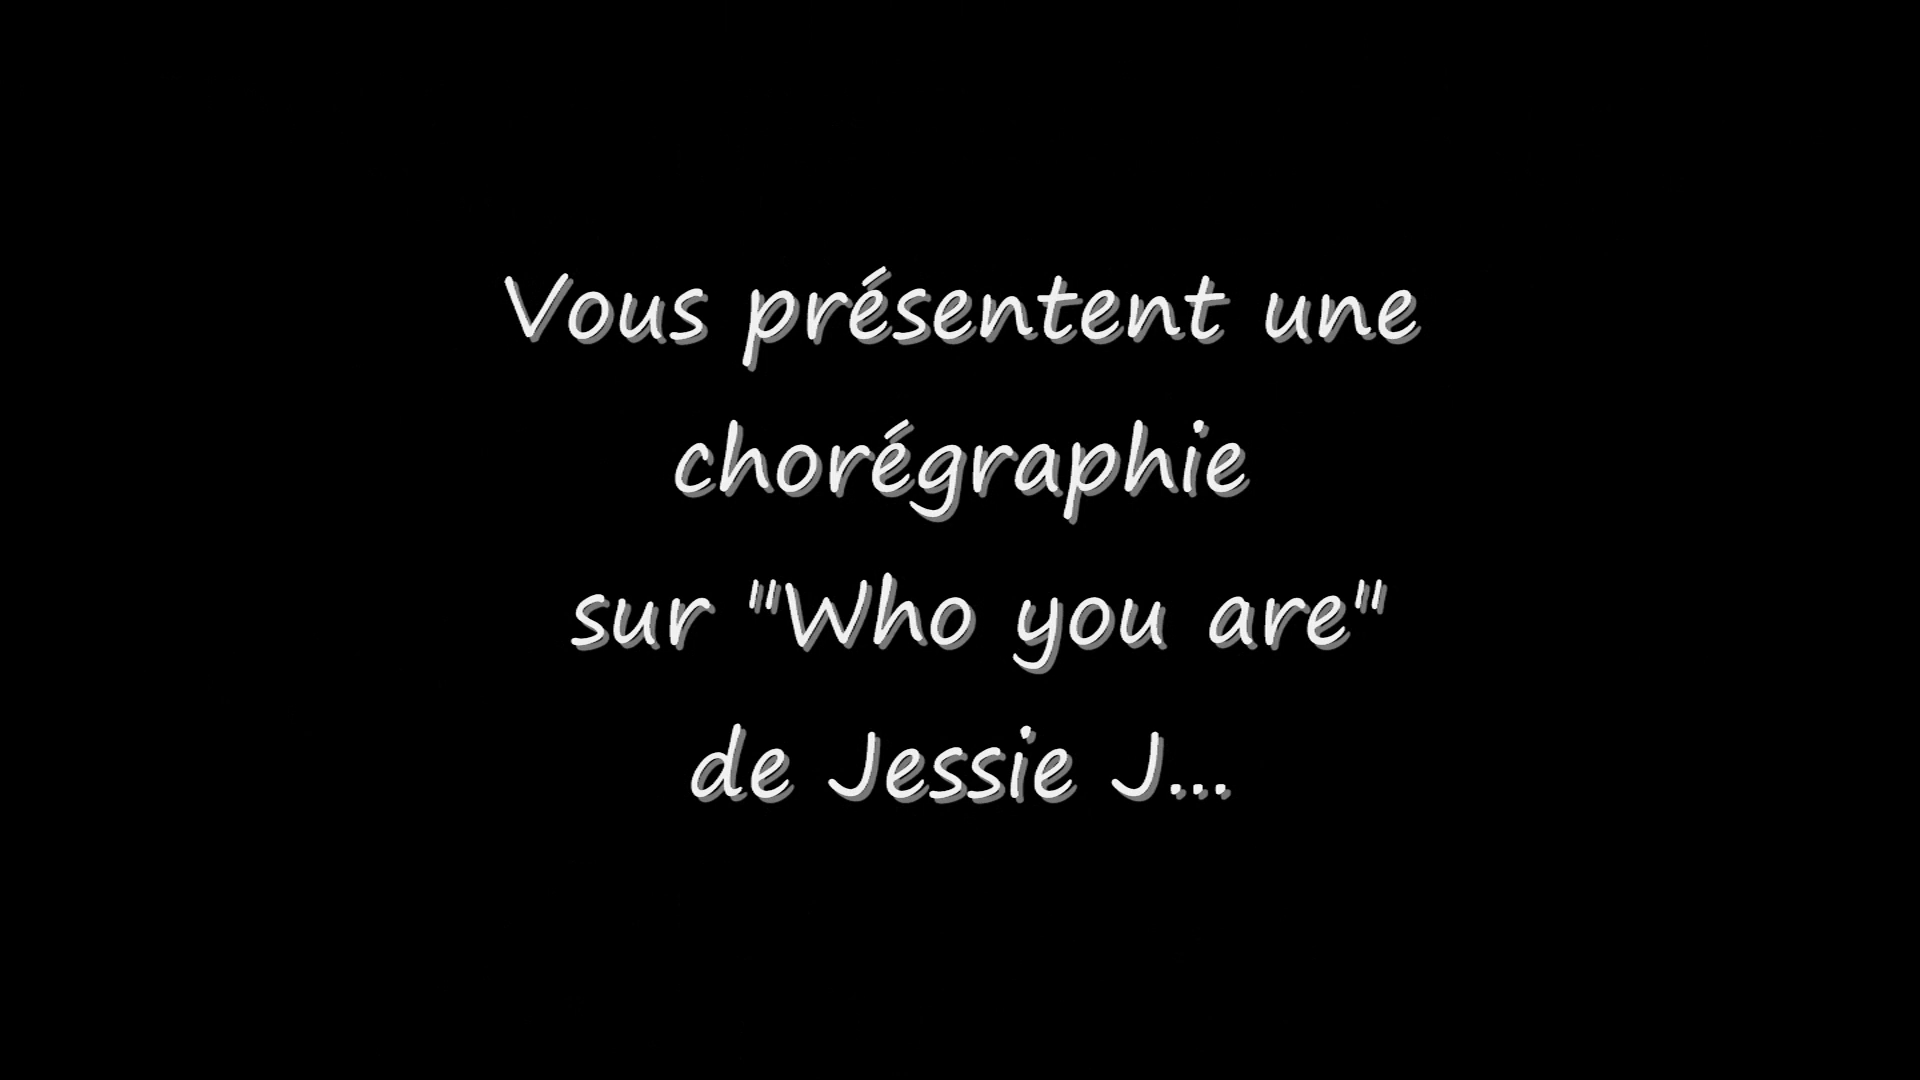 Vous présentent une
chorégraphie
sur "Who you are"
de Jessie J...